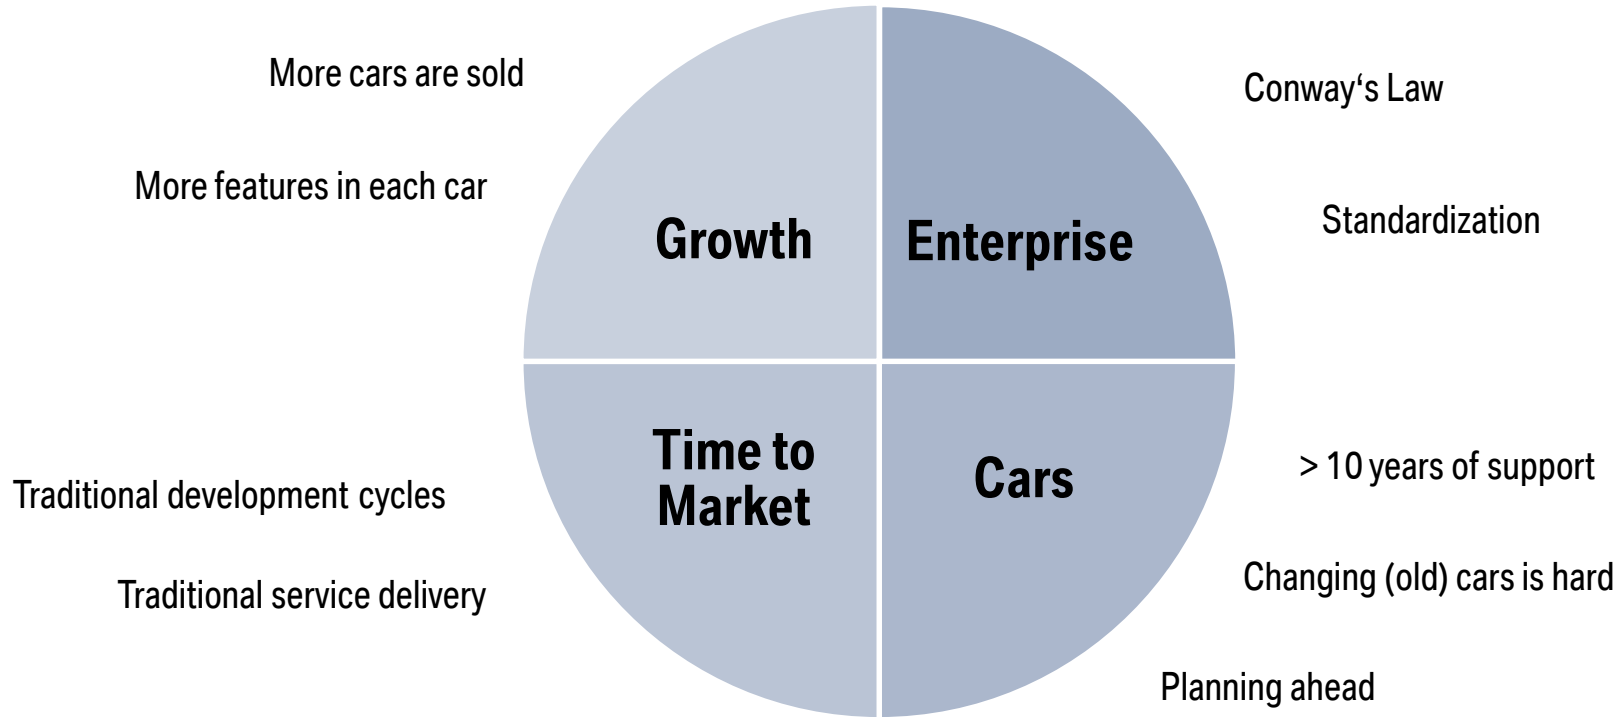 More cars are sold
More features in each car
Growth
Enterprise
Conway‘s Law
Standardization
Time to
Market
Traditional development cycles
Traditional service delivery
Cars
> 10 years of support
Changing (old) cars is hard
Planning ahead